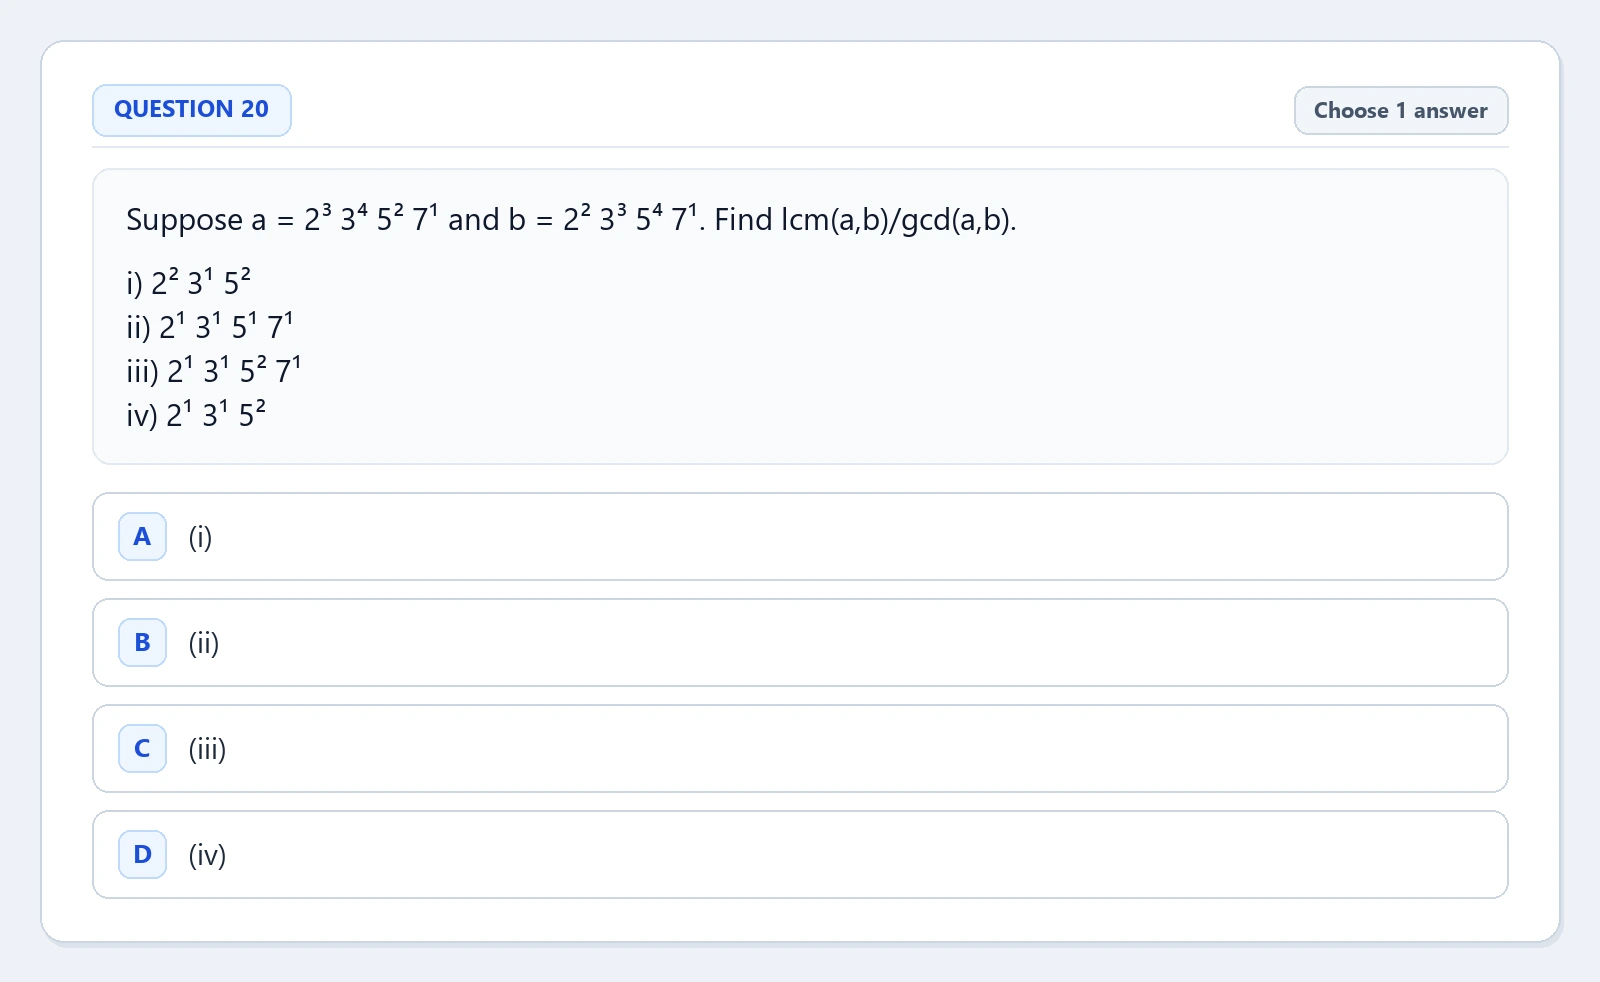 QUESTION 20
Choose 1 answer
Suppose a = 2³ 3⁴ 5² 7¹ and b = 2² 3³ 5⁴ 7¹. Find lcm(a,b)/gcd(a,b).
i) 2² 3¹ 5²
ii) 2¹ 3¹ 5¹ 7¹
iii) 2¹ 3¹ 5² 7¹
iv) 2¹ 3¹ 5²
A (i)
B (ii)
C (iii)
D (iv)